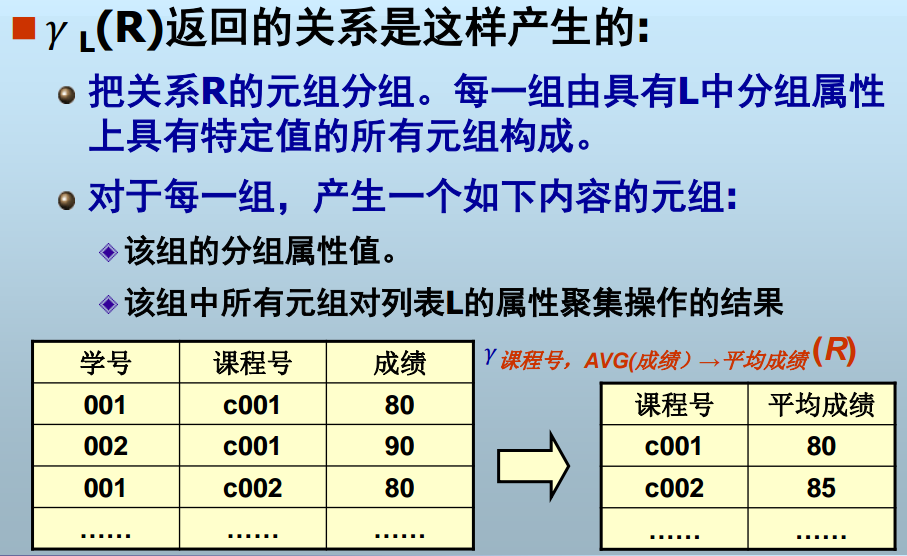 γ L(R)返回的关系是这样产生的:
把关系R的元组分组。每一组由具有L中分组属性
上具有特定值的所有元组构成。
对于每一组，产生一个如下内容的元组:
该组的分组属性值。
该组中所有元组对列表L的属性聚集操作的结果
γ 课程号，AVG(成绩）→平均成绩(R)
学号 课程号 成绩
001 c001 80
002 c001 90
001 c002 80
…… …… ……
课程号 平均成绩
c001 80
c002 85
…… ……